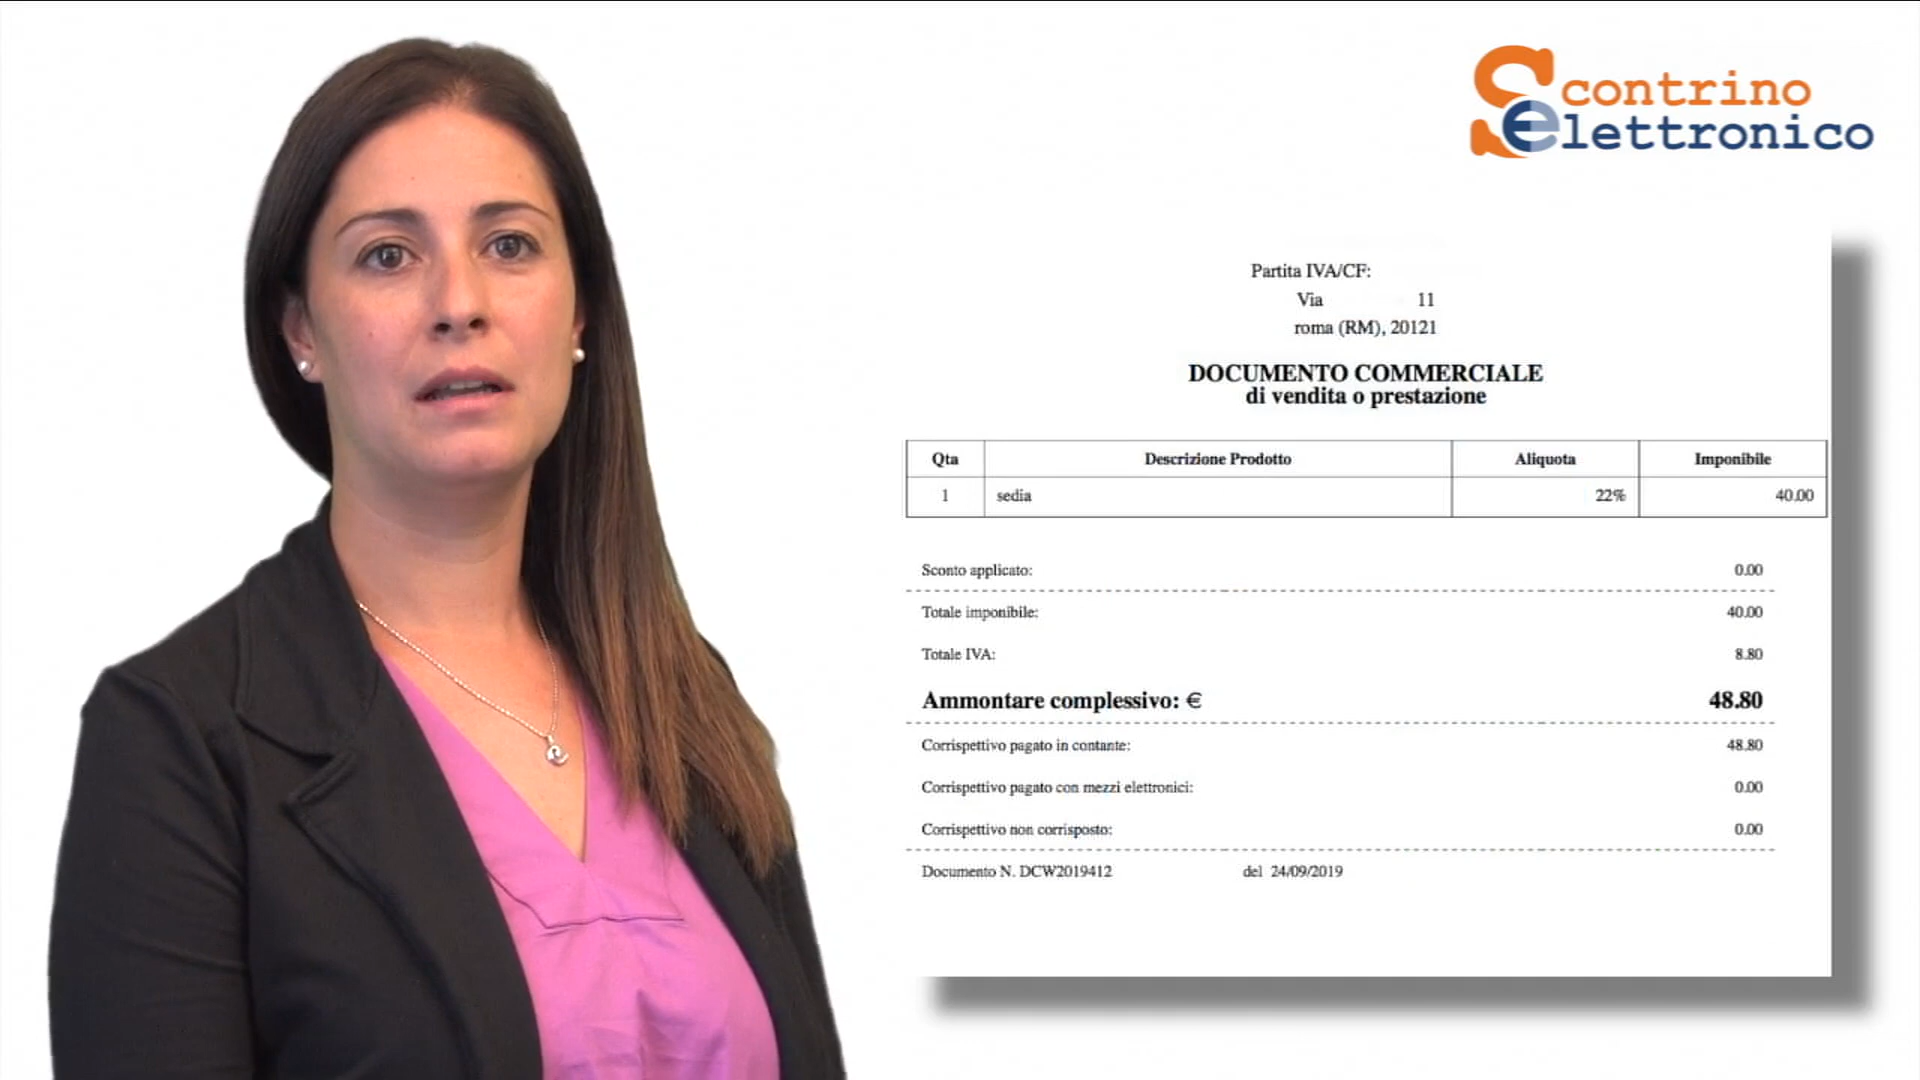 Scontrino
elettronico
Partita IVA/CF:
Via 11
roma (RM), 20121
DOCUMENTO COMMERCIALE
di vendita o prestazione
Qta Descrizione Prodotto Aliquota Imponibile
1 sedia 22% 40.00
Sconto applicato: 0.00
Totale imponibile: 40.00
Totale IVA: 8.80
Ammontare complessivo: € 48.80
Corrispettivo pagato in contante: 48.80
Corrispettivo pagato con mezzi elettronici: 0.00
Corrispettivo non corrisposto: 0.00
Documento N. DCW2019412 del 24/09/2019